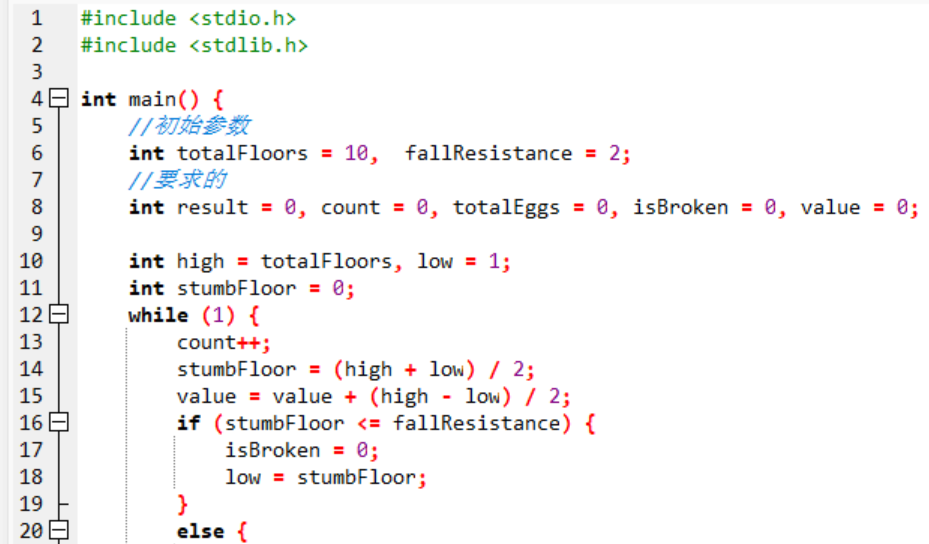 1 #include <stdio.h>
2 #include <stdlib.h>
3
4 int main() {
5 //初始参数
6 int totalFloors = 10,  fallResistance = 2;
7 //要求的
8 int result = 0, count = 0, totalEggs = 0, isBroken = 0, value = 0;
9
10 int high = totalFloors, low = 1;
11 int stumbFloor = 0;
12 while (1) {
13 count++;
14 stumbFloor = (high + low) / 2;
15 value = value + (high - low) / 2;
16 if (stumbFloor <= fallResistance) {
17 isBroken = 0;
18 low = stumbFloor;
19 }
20 else {